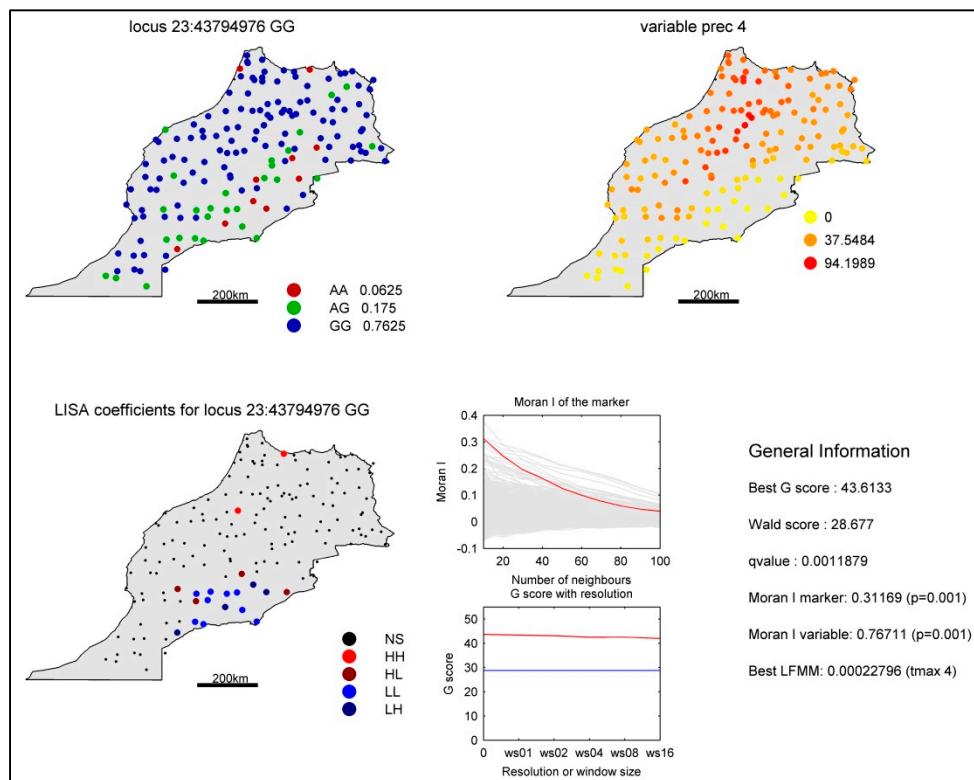 locus 23:43794976 GG
AA 0.0625
AG 0.175
GG 0.7625
200km
variable prec 4
0
37.5484
94.1989
200km
LISA coefficients for locus 23:43794976 GG
NS
HH
HL
LL
LH
200km
Moran I of the marker
Moran I
0.4
0.3
0.2
0.1
0
-0.1
20 40 60 80 100
Number of neighbours
G score with resolution
G score
50
40
30
20
10
0
0 ws01 ws02 ws04 ws08 ws16
Resolution or window size
General Information
Best G score : 43.6133
Wald score : 28.677
qvalue : 0.0011879
Moran I marker: 0.31169 (p=0.001)
Moran I variable: 0.76711 (p=0.001)
Best LFMM: 0.00022796 (tmax 4)